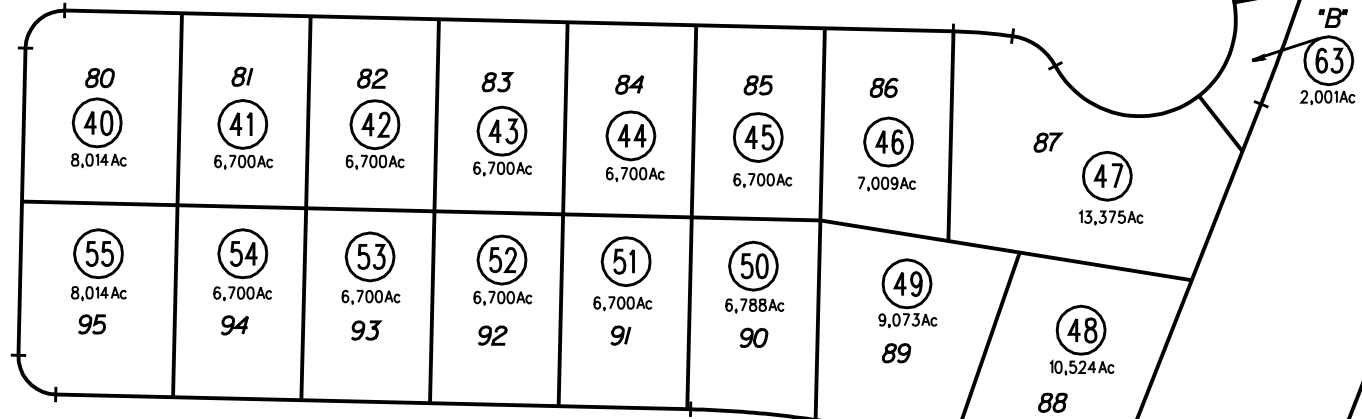 80
40
8,014Ac
81
41
6,700Ac
82
42
6,700Ac
83
43
6,700Ac
84
44
6,700Ac
85
45
6,700Ac
86
46
7,009Ac
87
47
13,375Ac
"B"
63
2,001Ac
55
8,014Ac
95
54
6,700Ac
94
53
6,700Ac
93
52
6,700Ac
92
51
6,700Ac
91
50
6,788Ac
90
49
9,073Ac
89
48
10,524Ac
88